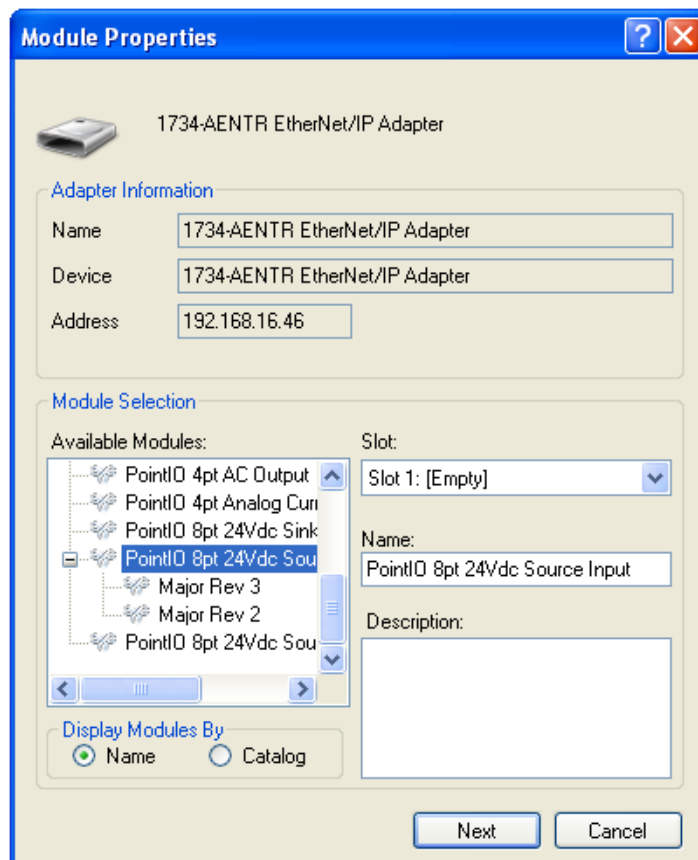 Module Properties
1734-AENTR EtherNet/IP Adapter
Adapter Information
Name 1734-AENTR EtherNet/IP Adapter
Device 1734-AENTR EtherNet/IP Adapter
Address 192.168.16.46
Module Selection
Available Modules:
PointIO 4pt AC Output
PointIO 4pt Analog Curr
PointIO 8pt 24Vdc Sink
PointIO 8pt 24Vdc Sou
Major Rev 3
Major Rev 2
PointIO 8pt 24Vdc Sou
Display Modules By
Name Catalog
Slot:
Slot 1: [Empty]
Name:
PointIO 8pt 24Vdc Source Input
Description:
Next Cancel